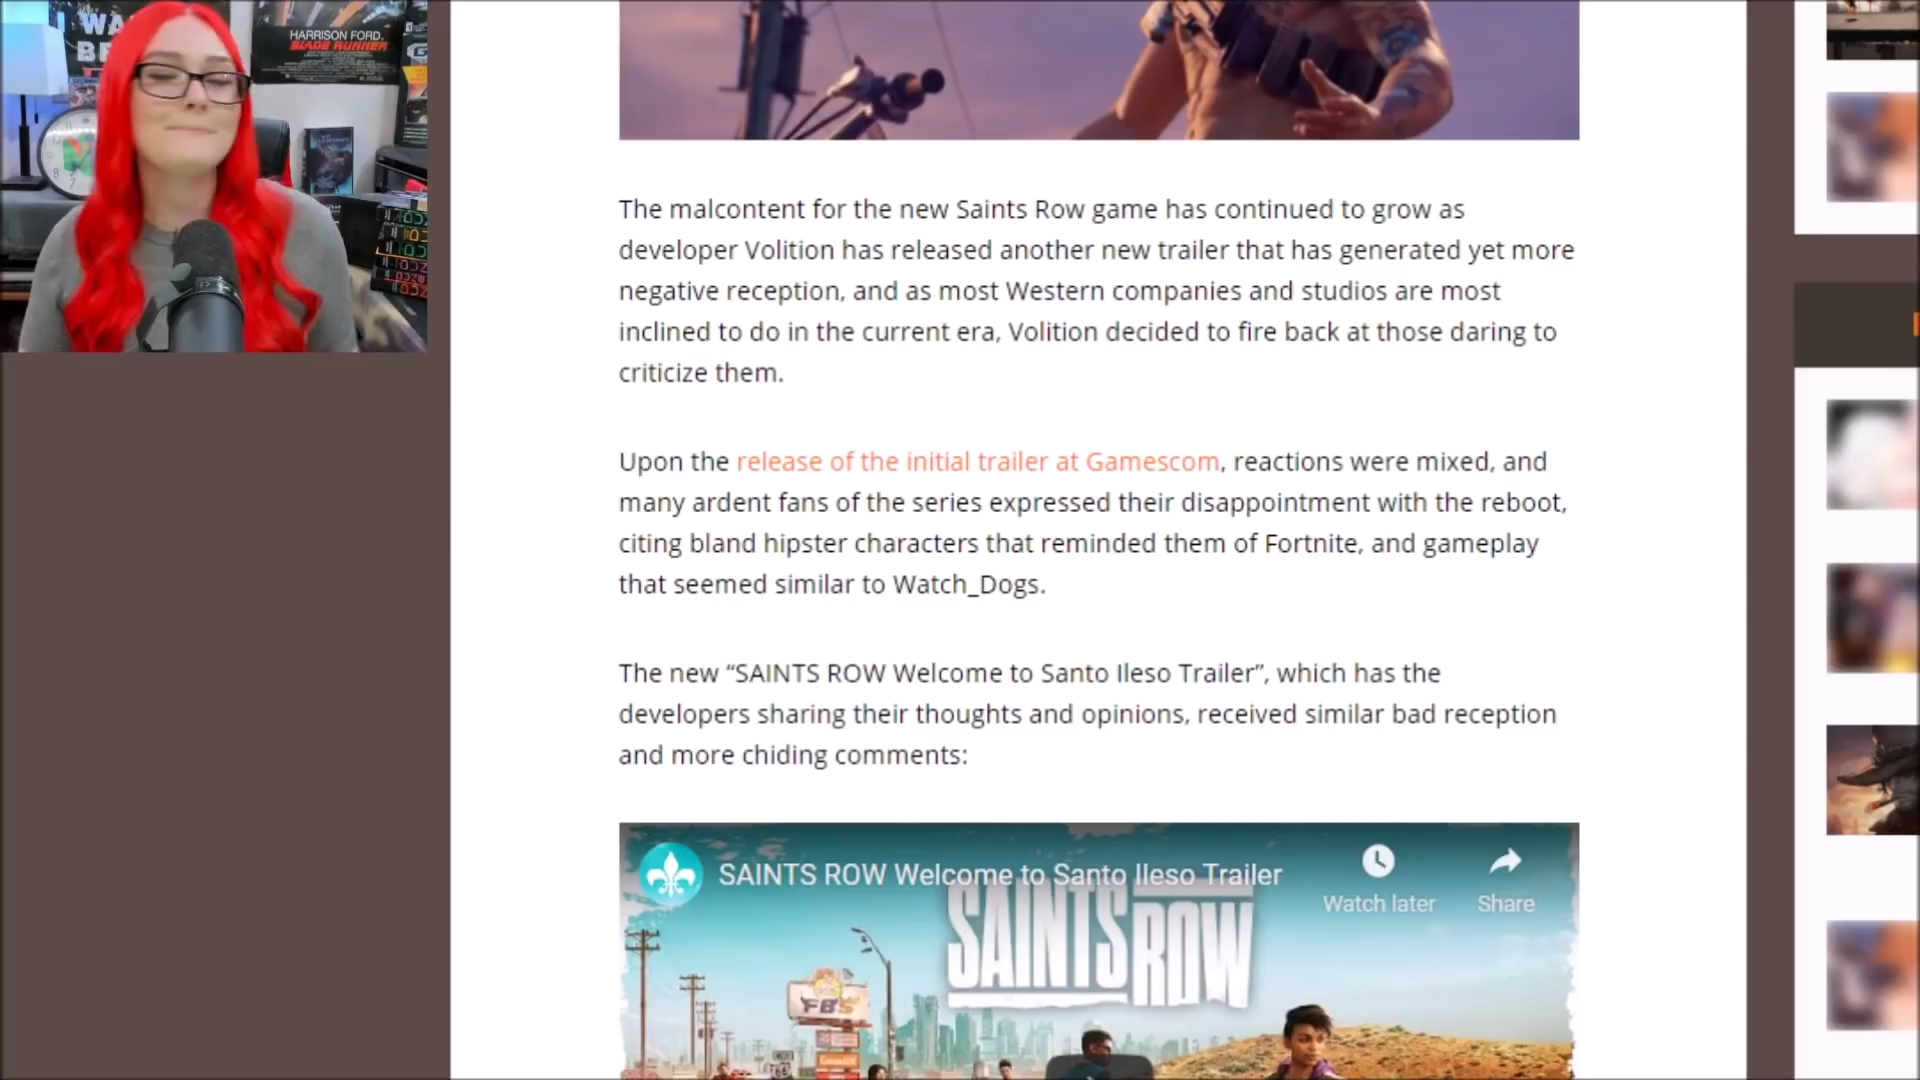 WA
BE
HARRISON FORD.
BLADE RUNNER
The malcontent for the new Saints Row game has continued to grow as
developer Volition has released another new trailer that has generated yet more
negative reception, and as most Western companies and studios are most
inclined to do in the current era, Volition decided to fire back at those daring to
criticize them.
Upon the release of the initial trailer at Gamescom, reactions were mixed, and
many ardent fans of the series expressed their disappointment with the reboot,
citing bland hipster characters that reminded them of Fortnite, and gameplay
that seemed similar to Watch_Dogs.
The new “SAINTS ROW Welcome to Santo Ileso Trailer”, which has the
developers sharing their thoughts and opinions, received similar bad reception
and more chiding comments:
SAINTS ROW Welcome to Santo Ileso Trailer
Watch later
Share
SAINTS ROW
FB'S